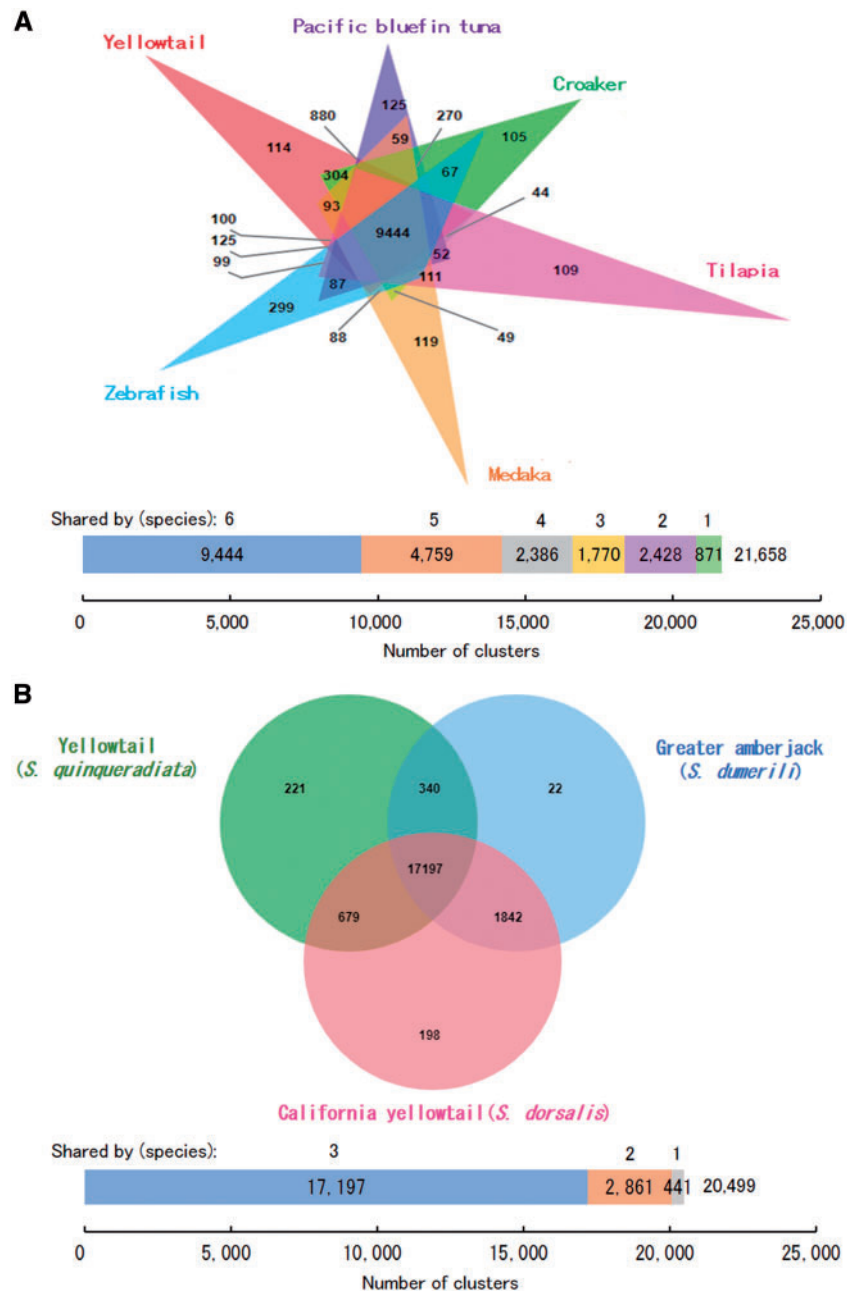 A
Pacific bluefin tuna
Yellowtail
Croaker
125
270
880
59
105
114
67
304
44
93
100
9444
125
52
99
109
Tilapia
111
87
299
88
119
49
Zebrafish
Medaka
Shared by (species): 6 5 4 3 2 1
9,444 4,759 2,386 1,770 2,428 871 21,658
0 5,000 10,000 15,000 20,000 25,000
Number of clusters
B
Yellowtail
(S. quinqueradiata)
Greater amberjack
(S. dumerili)
221 340 22
17197
679 1842
198
California yellowtail(S. dorsalis)
Shared by (species): 3 2 1
17,197 2,861 441 20,499
0 5,000 10,000 15,000 20,000 25,000
Number of clusters